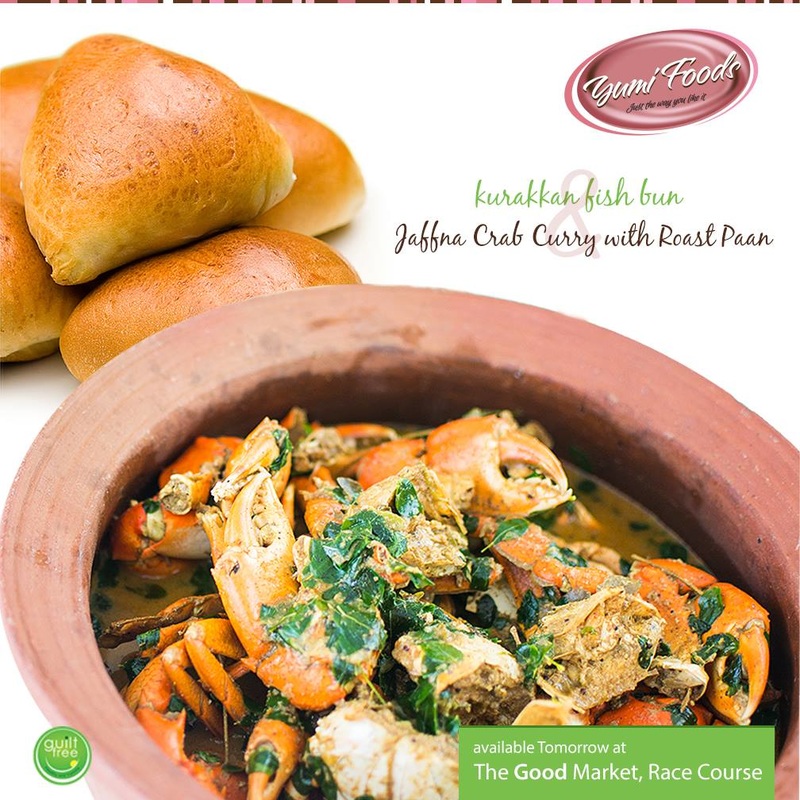 Yumi Foods
Just the way you like it
kurakkan fish bun
&
Jaffna Crab Curry with Roast Paan
guilt
free
available Tomorrow at
The Good Market, Race Course